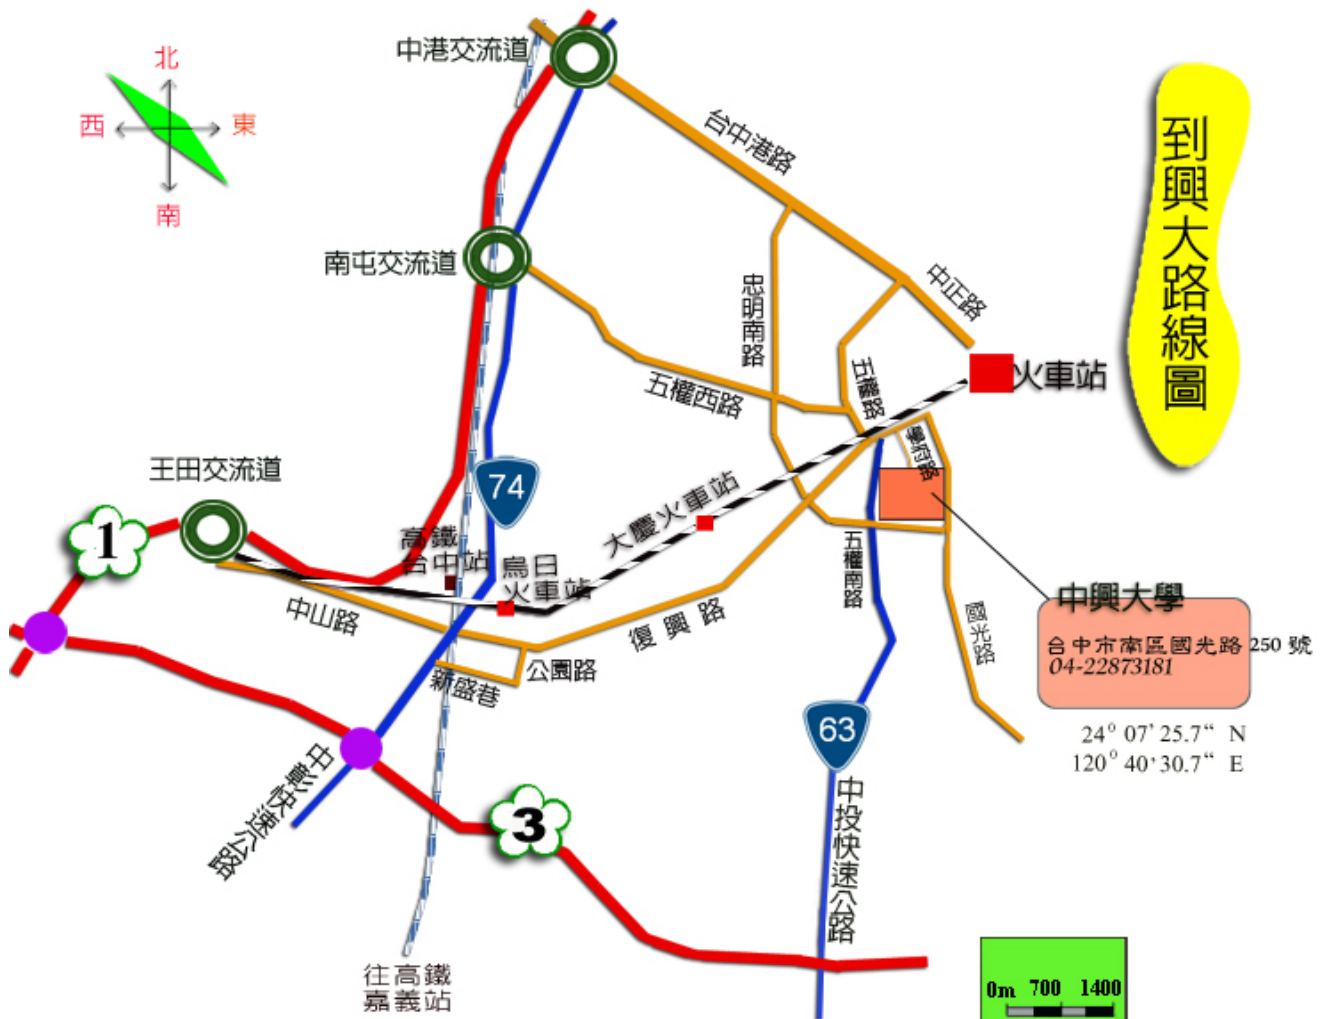 中港交流道
北
西
東
南
台中港路
到興大路線圖
南屯交流道
忠明南路
中正路
五權西路
五權路
火車站
王田交流道
74
1
高鐵
台中站
烏日
火車站
大慶火車站
五權南路
國光路
中山路
復興路
公園路
新盛巷
中興大學
台中市南區國光路 250 號
04-22873181
24° 07' 25.7“ N
120° 40' 30.7“ E
63
中彰快速公路
3
中投快速公路
往高鐵
嘉義站
0m 700 1400